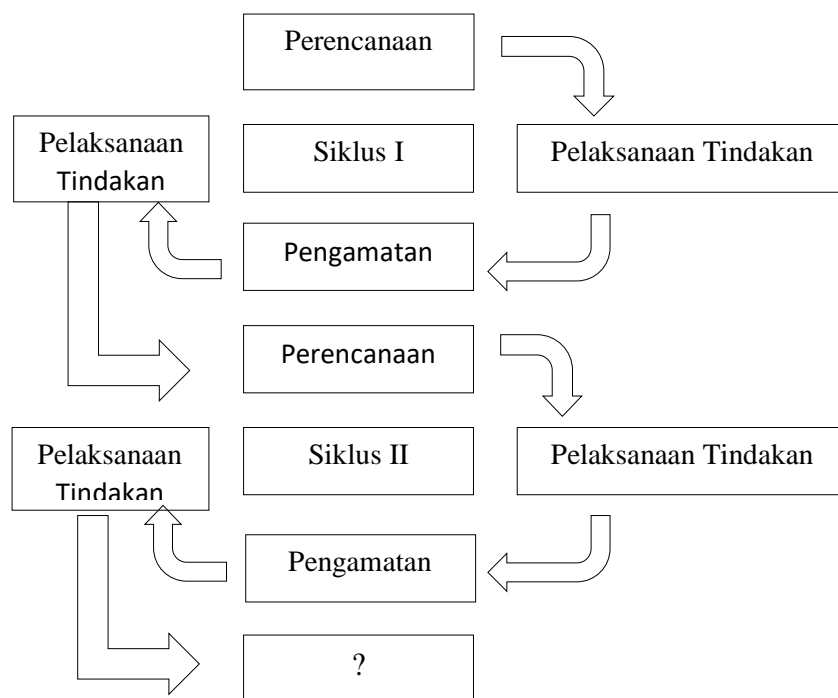 Perencanaan
Pelaksanaan
Tindakan
Siklus I
Pelaksanaan Tindakan
Pengamatan
Perencanaan
Pelaksanaan
Tindakan
Siklus II
Pelaksanaan Tindakan
Pengamatan
?